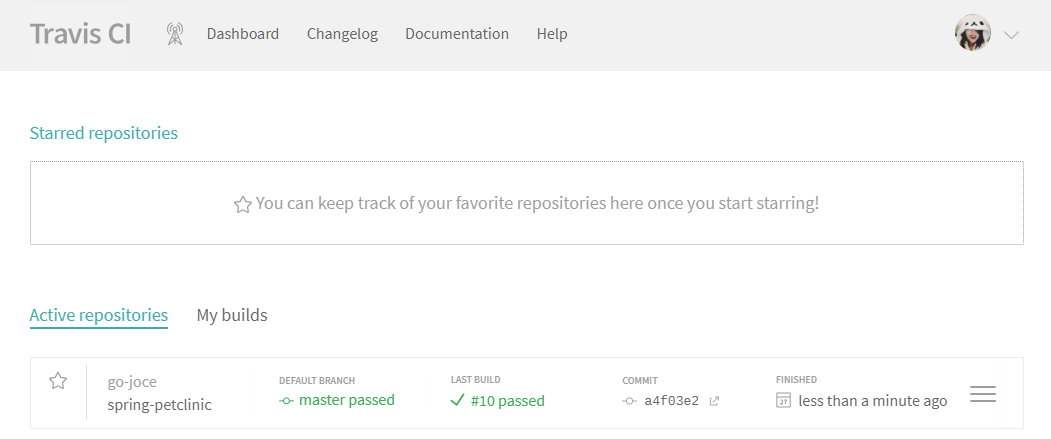 Travis CI Dashboard Changelog Documentation Help
Starred repositories
You can keep track of your favorite repositories here once you start starring!
Active repositories My builds
go-joce DEFAULT BRANCH LAST BUILD COMMIT FINISHED
spring-petclinic master passed #10 passed a4f03e2 27 less than a minute ago